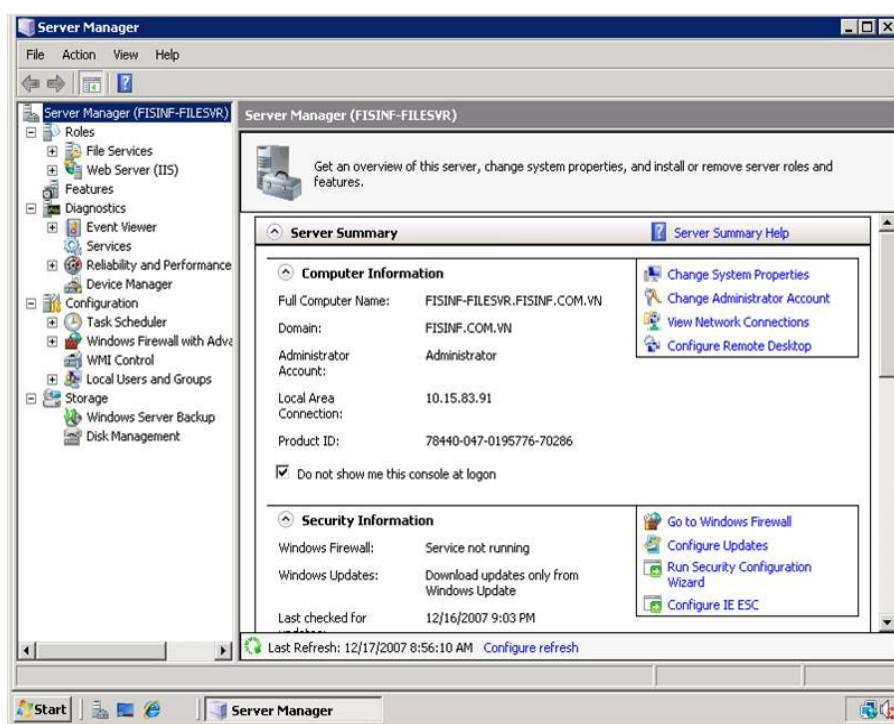 Server Manager
File Action View Help
Server Manager (FISINF-FILESVR)
Roles
File Services
Web Server (IIS)
Features
Diagnostics
Event Viewer
Services
Reliability and Performance
Device Manager
Configuration
Task Scheduler
Windows Firewall with Adva
WMI Control
Local Users and Groups
Storage
Windows Server Backup
Disk Management
Server Manager (FISINF-FILESVR)
Get an overview of this server, change system properties, and install or remove server roles and
features.
Server Summary
Server Summary Help
Computer Information
Full Computer Name: FISINF-FILESVR.FISINF.COM.VN
Domain: FISINF.COM.VN
Administrator Account: Administrator
Local Area Connection: 10.15.83.91
Product ID: 78440-047-0195776-70286
Do not show me this console at logon
Change System Properties
Change Administrator Account
View Network Connections
Configure Remote Desktop
Security Information
Windows Firewall: Service not running
Windows Updates: Download updates only from
Windows Update
Last checked for 12/16/2007 9:03 PM
Go to Windows Firewall
Configure Updates
Run Security Configuration
Wizard
Configure IE ESC
Last Refresh: 12/17/2007 8:56:10 AM Configure refresh
Start
Server Manager